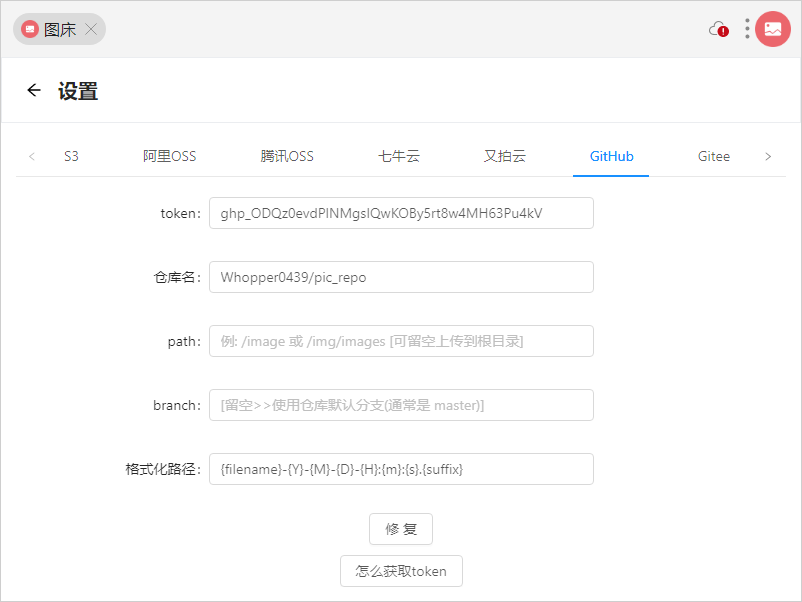 图床
设置
S3 阿里OSS 腾讯OSS 七牛云 又拍云 GitHub Gitee
token: ghp_ODQz0evdPINMgsIQwKOBy5rt8w4MH63Pu4kV
仓库名: Whopper0439/pic_repo
path: 例: /image 或 /img/images [可留空上传到根目录]
branch: [留空>>使用仓库默认分支(通常是 master)]
格式化路径: {filename}-{Y}-{M}-{D}-{H}:{m}:{s}.{suffix}
修 复
怎么获取token